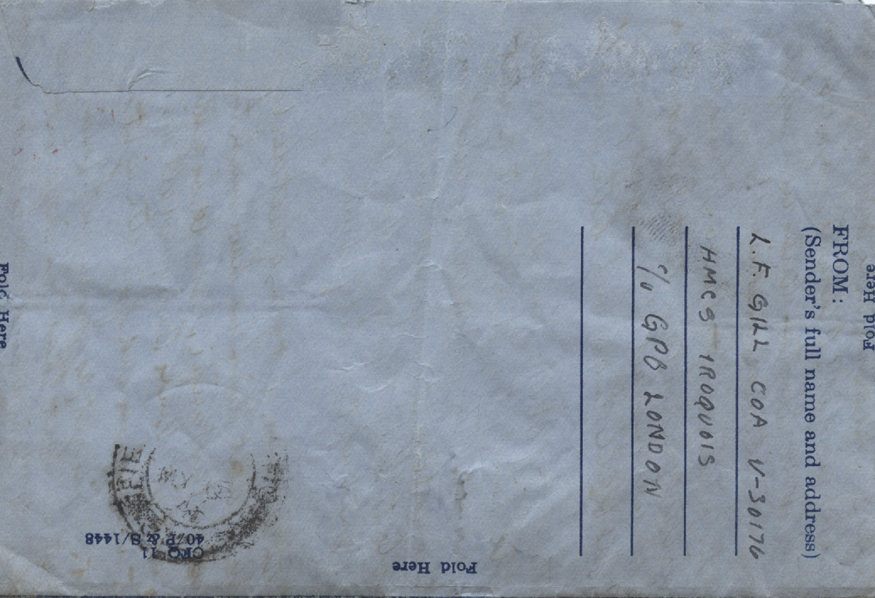 FROM:
(Sender's full name and address)
L. F. GILL COA V-30176
HMCS IROQUOIS
c/o GPO LONDON
Fold Here
Fold Here
Fold Here
CFO 11
40/P & S/1448